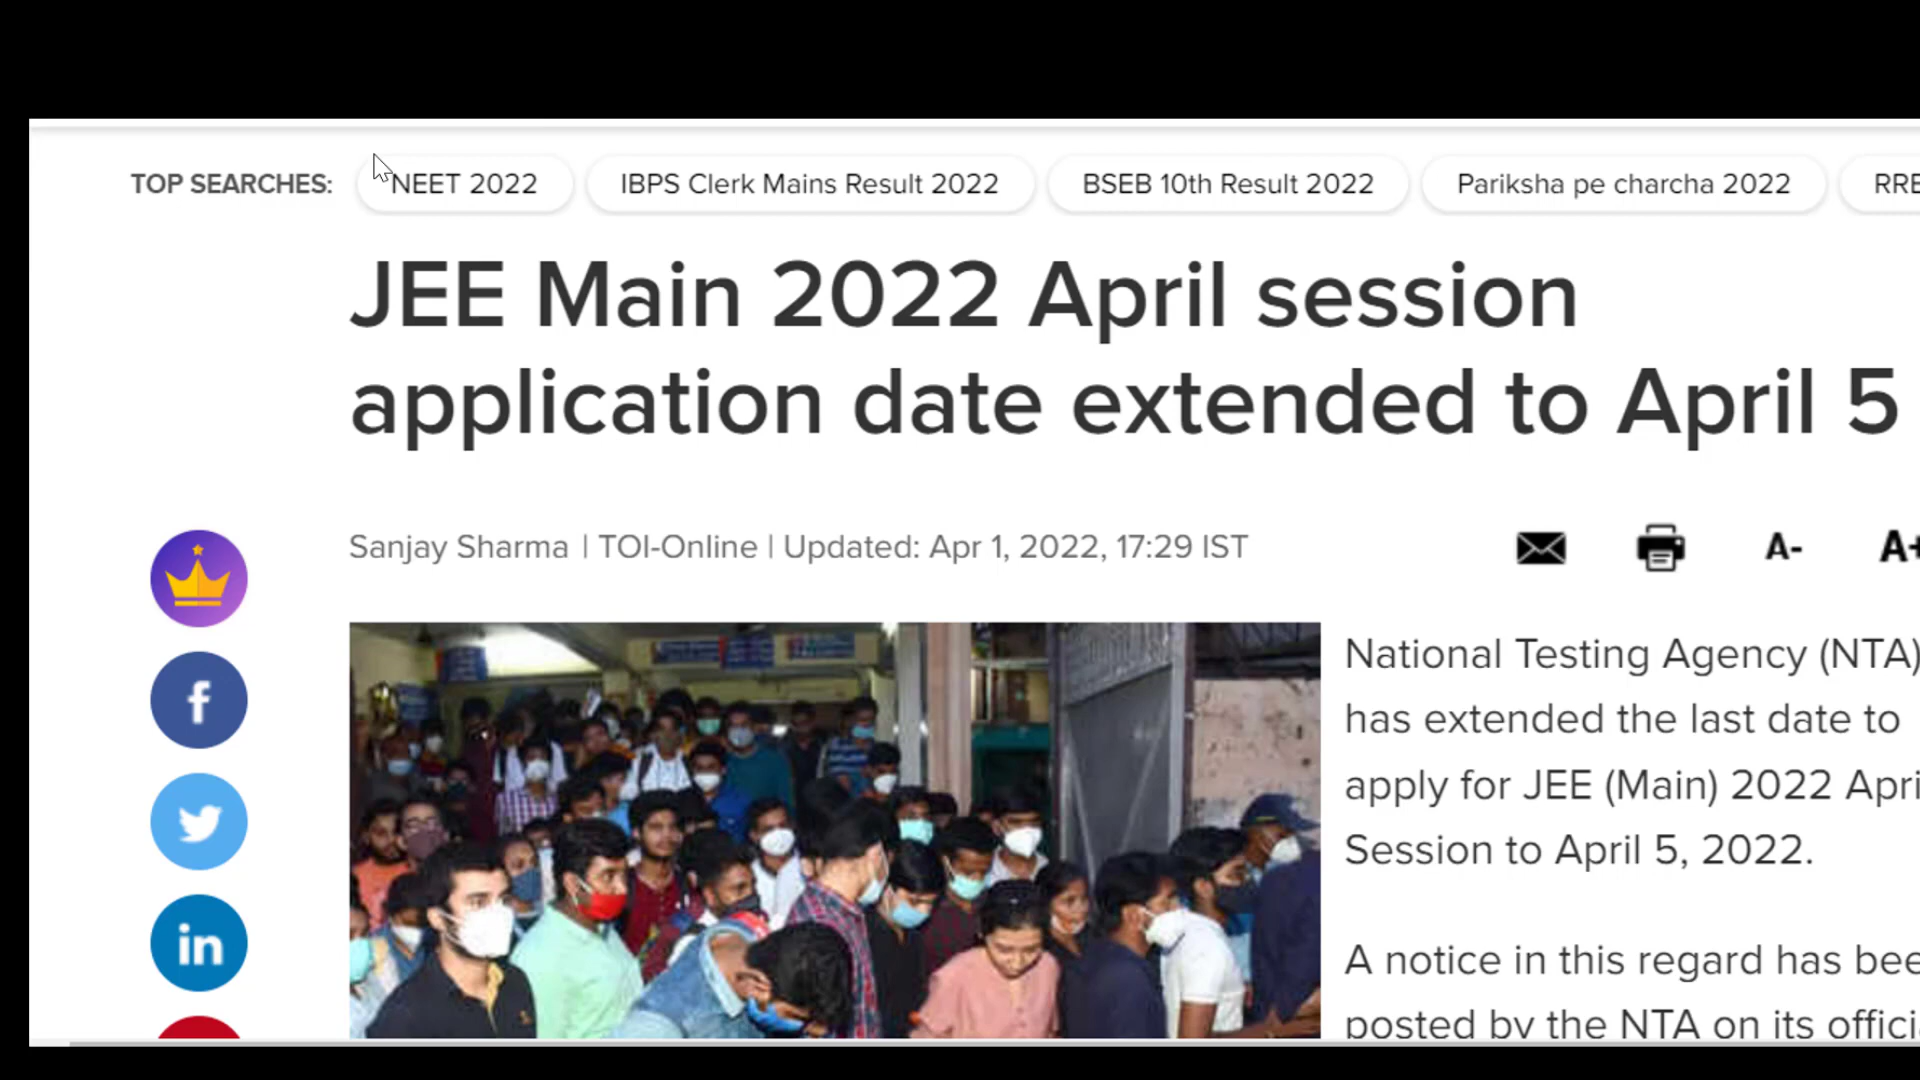 TOP SEARCHES: NEET 2022 IBPS Clerk Mains Result 2022 BSEB 10th Result 2022 Pariksha pe charcha 2022
JEE Main 2022 April session
application date extended to April 5
Sanjay Sharma | TOI-Online | Updated: Apr 1, 2022, 17:29 IST
A- A+
f
in
National Testing Agency (NTA)
has extended the last date to
apply for JEE (Main) 2022
Session to April 5, 2022.
A notice in this regard has
posted by the NTA on its